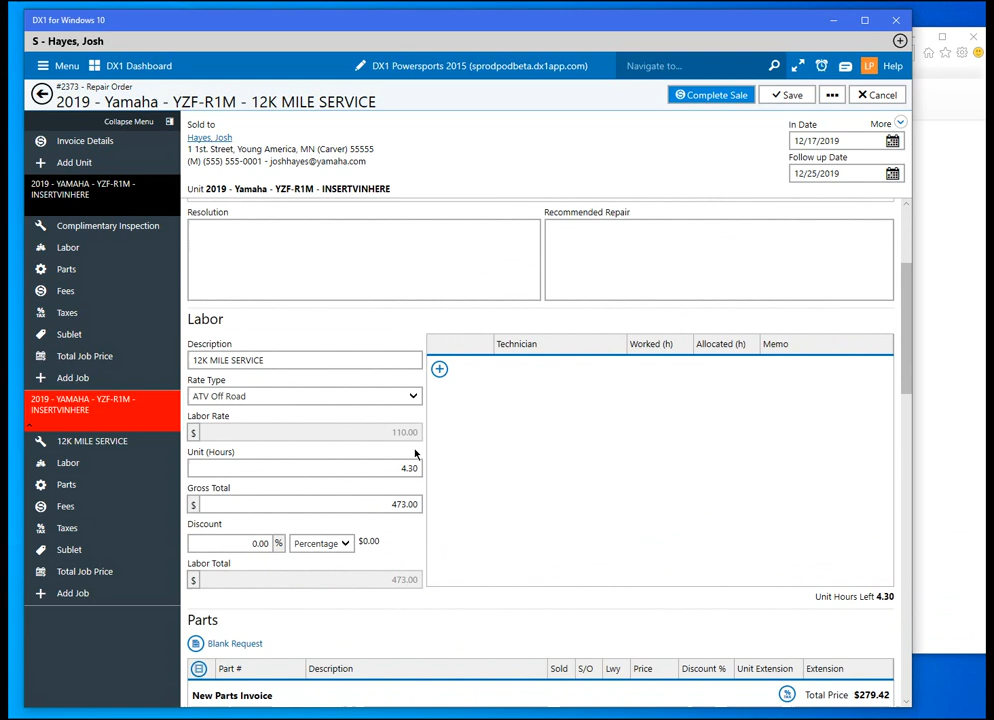 DX1 for Windows 10
S - Hayes, Josh
Menu
DX1 Dashboard
DX1 Powersports 2015 (sprodpodbeta.dx1app.com)
Navigate to...
LP
Help
#2373 - Repair Order
2019 - Yamaha - YZF-R1M - 12K MILE SERVICE
Complete Sale
Save
Cancel
Collapse Menu
Invoice Details
Add Unit
2019 - YAMAHA - YZF-R1M -
INSERTVINHERE
Complimentary Inspection
Labor
Parts
Fees
Taxes
Sublet
Total Job Price
Add Job
2019 - YAMAHA - YZF-R1M -
INSERTVINHERE
12K MILE SERVICE
Labor
Parts
Fees
Taxes
Sublet
Total Job Price
Add Job
Sold to
Hayes, Josh
1 1st. Street, Young America, MN (Carver) 55555
(M) (555) 555-0001 - joshhayes@yamaha.com
Unit 2019 - Yamaha - YZF-R1M - INSERTVINHERE
In Date
More
12/17/2019
Follow up Date
12/25/2019
Resolution
Recommended Repair
Labor
Description
12K MILE SERVICE
Rate Type
ATV Off Road
Labor Rate
$ 110.00
Unit (Hours)
4.30
Gross Total
$ 473.00
Discount
0.00 % Percentage $0.00
Labor Total
$ 473.00
Technician Worked (h) Allocated (h) Memo
Unit Hours Left 4.30
Parts
Blank Request
Part # Description Sold S/O Lwy Price Discount % Unit Extension Extension
New Parts Invoice
% TAX
Total Price $279.42